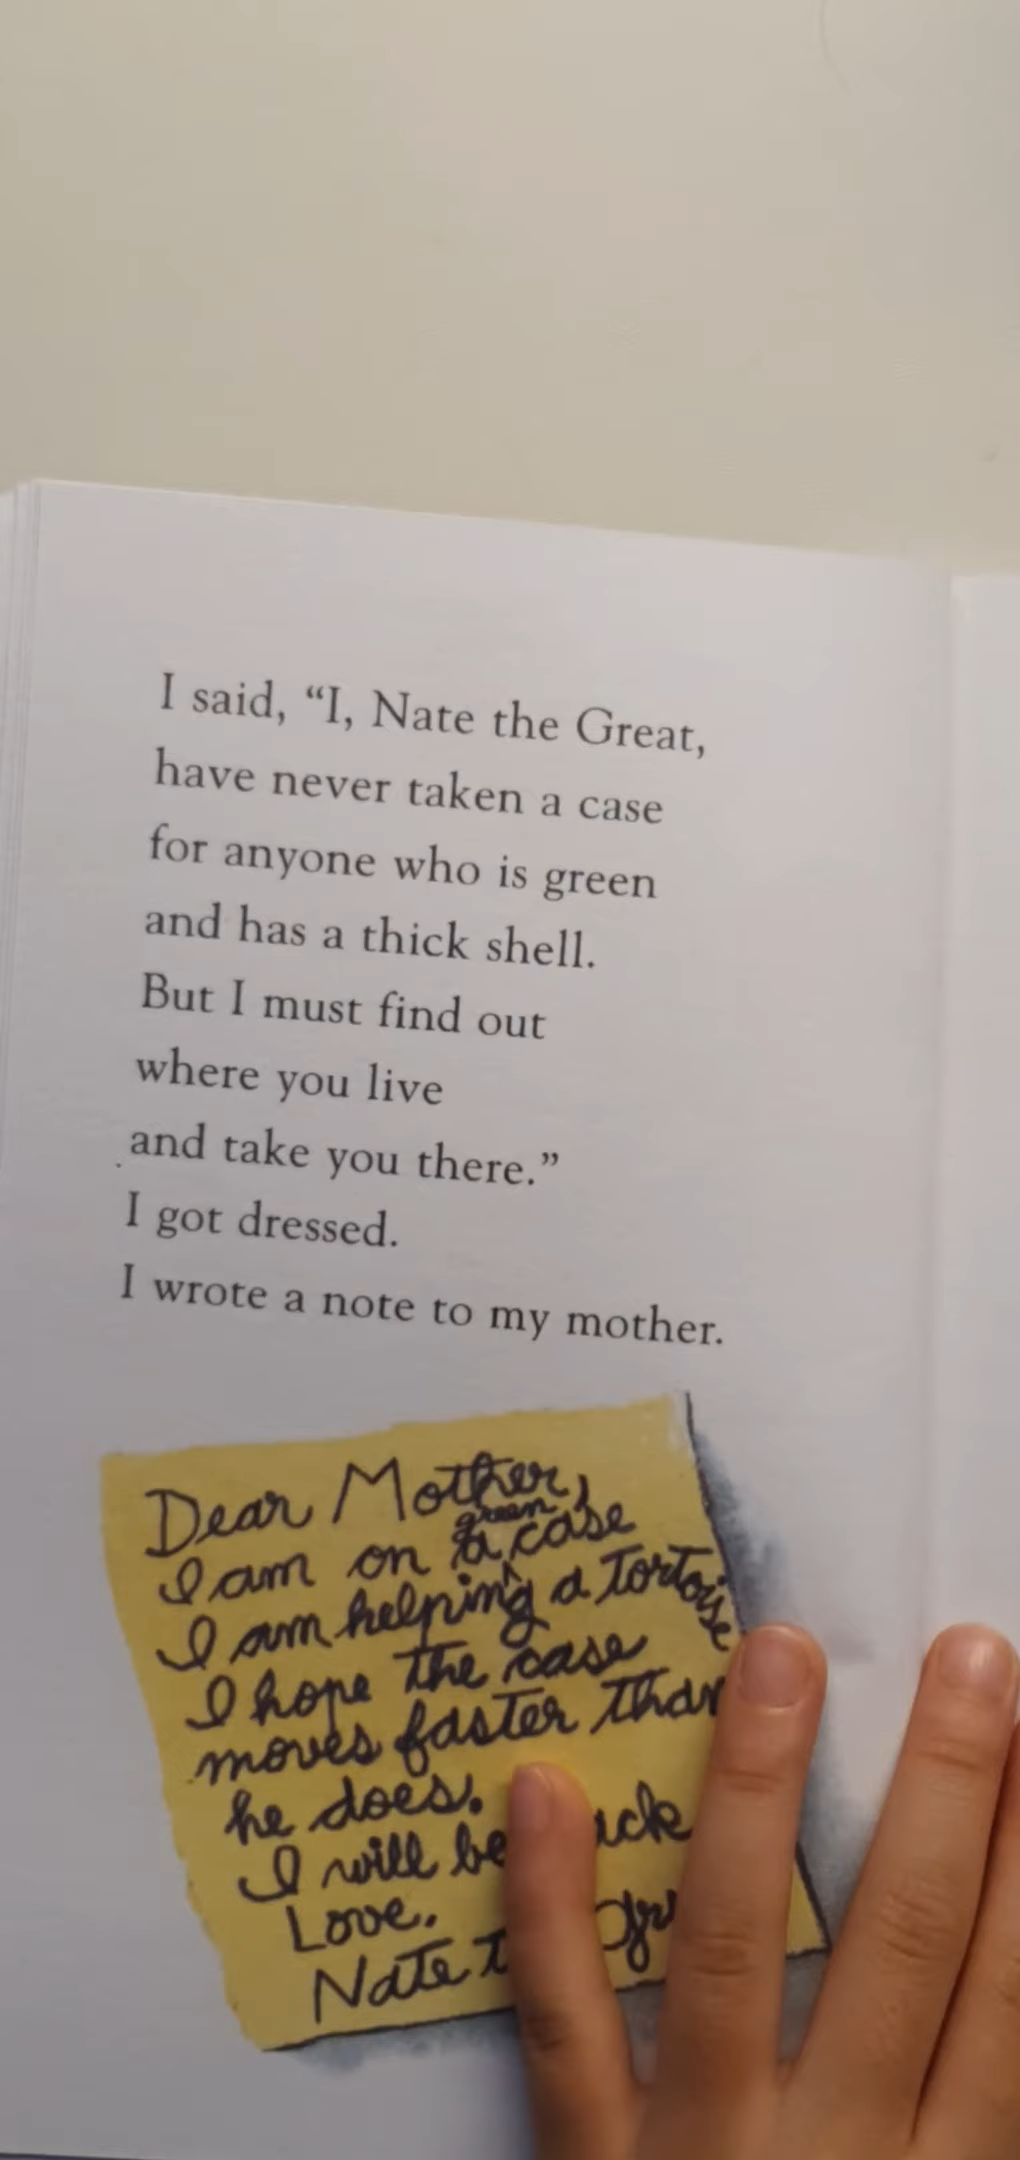 I said, “I, Nate the Great,
have never taken a case
for anyone who is green
and has a thick shell.
But I must find out
where you live
and take you there.”
I got dressed.
I wrote a note to my mother.
Dear Mother,
I am on a green case
I am helping a Tortoise
I hope the case
moves faster than
he does.
I will be
Love,
Nate